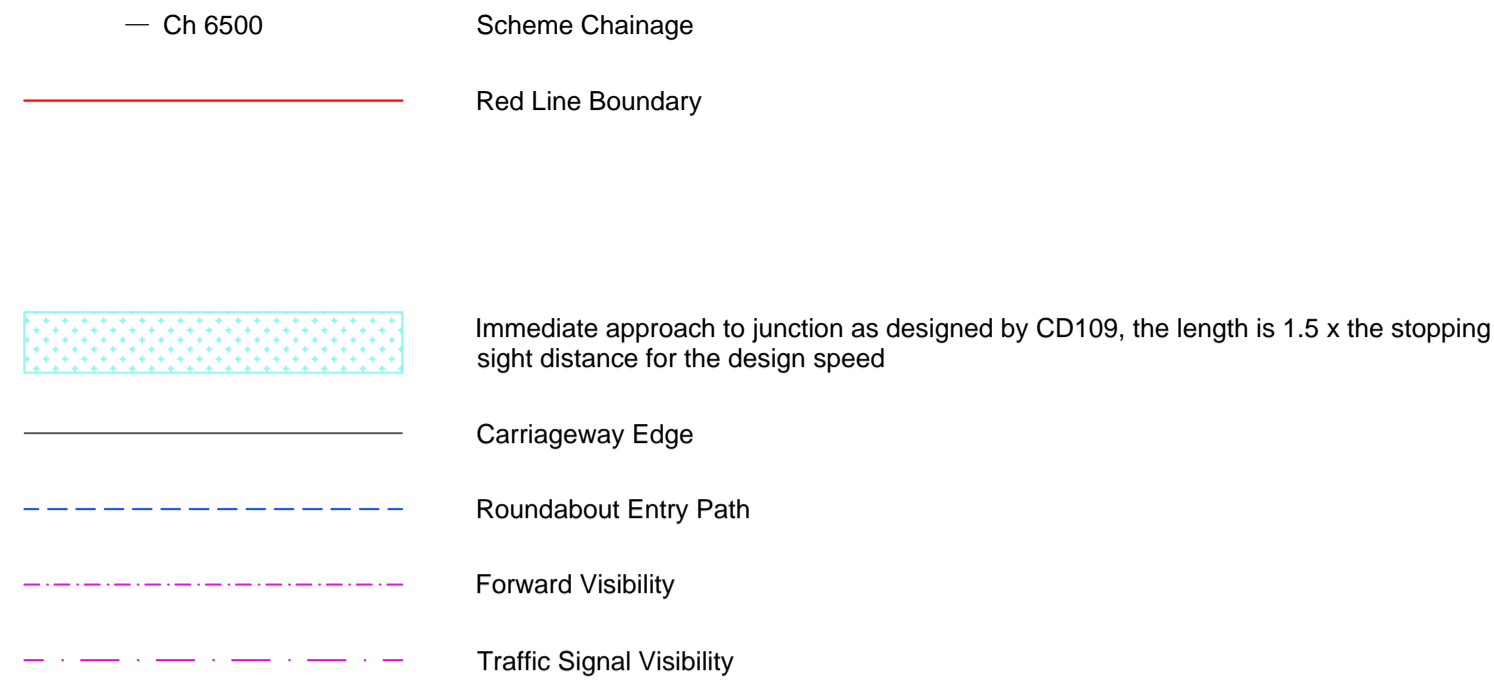 Ch 6500
Scheme Chainage
Red Line Boundary
Immediate approach to junction as designed by CD109, the length is 1.5 x the stopping
sight distance for the design speed
Carriageway Edge
Roundabout Entry Path
Forward Visibility
Traffic Signal Visibility